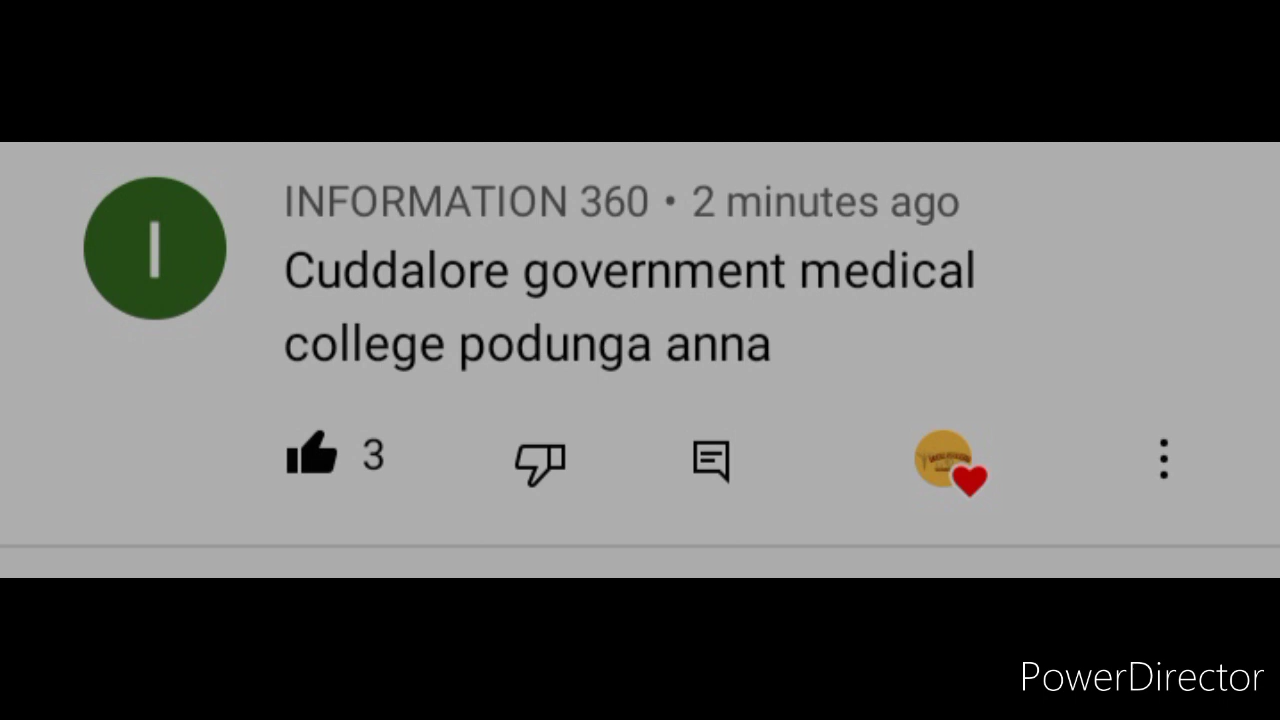 I
INFORMATION 360 • 2 minutes ago
Cuddalore government medical
college podunga anna
3
PowerDirector